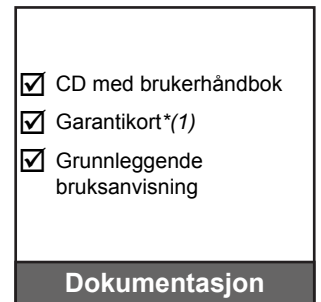 ☑ CD med brukerhåndbok
☑ Garantikort*(1)
☑ Grunnleggende
bruksanvisning
Dokumentasjon